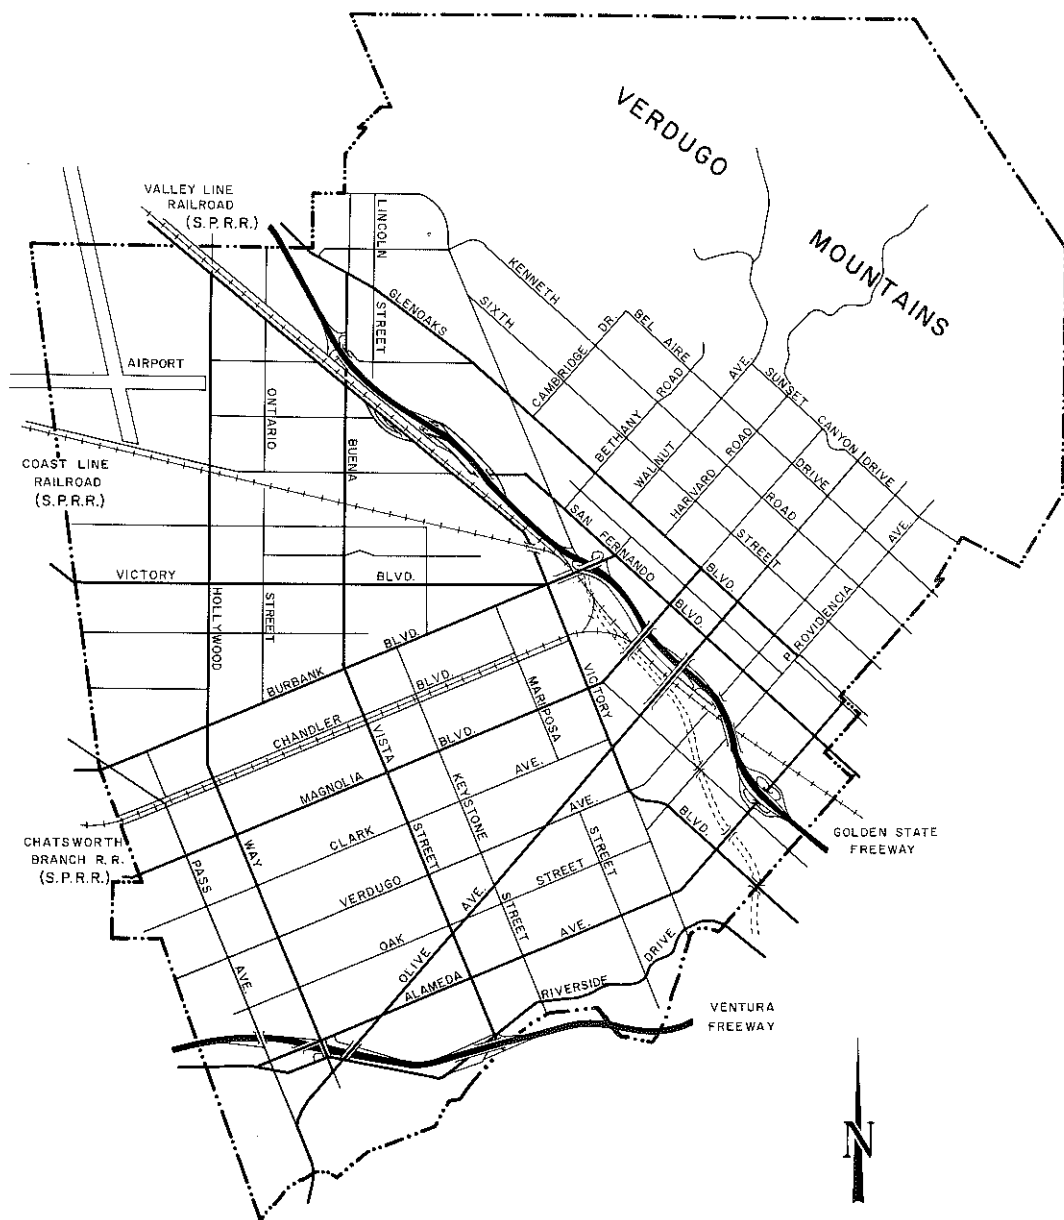 VERDUGO
MOUNTAINS
VALLEY LINE
RAILROAD
(S.P.R.R.)
LINCOLN
STREET
GLENOAKS
BLVD.
KENNETH
ROAD
SIXTH
STREET
CAMBRIDGE DR.
BEL AIRE
DRIVE
BETHANY ROAD
WALNUT AVE.
HARVARD ROAD
SUNSET CANYON DRIVE
AIRPORT
ONTARIO
STREET
BUENA
VISTA
STREET
COAST LINE
RAILROAD
(S.P.R.R.)
SAN FERNANDO BLVD.
PROVIDENCIA AVE.
VICTORY BLVD.
HOLLYWOOD
WAY
BURBANK BLVD.
CHANDLER BLVD.
MAGNOLIA BLVD.
MARIPOSA
STREET
VICTORY
BLVD.
KEYSTONE
STREET
CLARK AVE.
VERDUGO AVE.
OAK STREET
OLIVE AVE.
ALAMEDA AVE.
RIVERSIDE DRIVE
PASS
AVE.
CHATSWORTH
BRANCH R.R.
(S.P.R.R.)
GOLDEN STATE
FREEWAY
VENTURA
FREEWAY
N